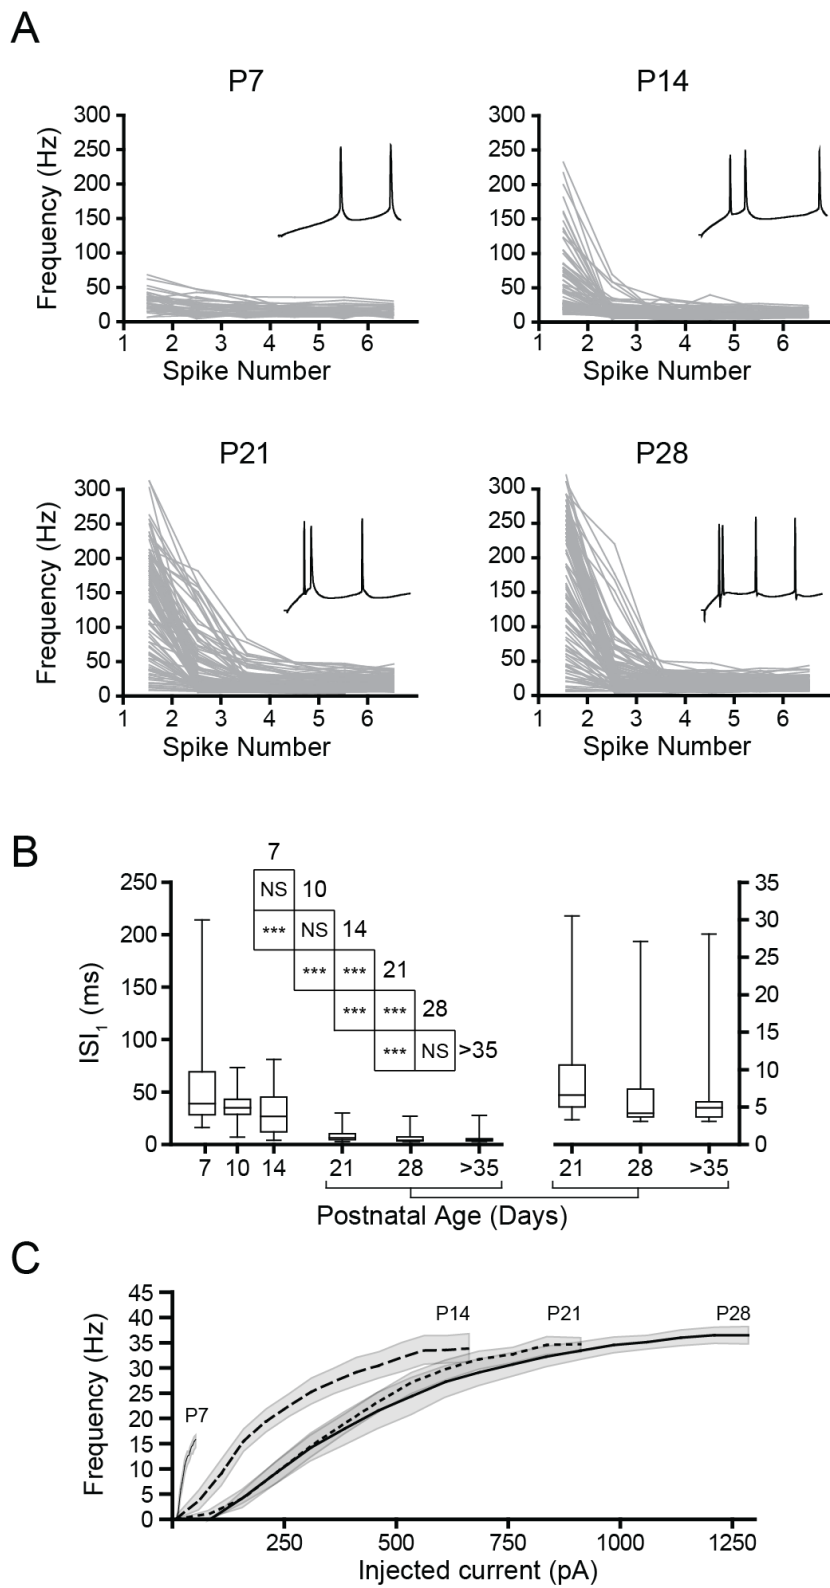 A
P7
P14
300
250
200
150
100
50
0
Frequency (Hz)
1 2 3 4 5 6
Spike Number
300
250
200
150
100
50
0
1 2 3 4 5 6
Spike Number
P21
P28
300
250
200
150
100
50
0
Frequency (Hz)
1 2 3 4 5 6
Spike Number
300
250
200
150
100
50
0
1 2 3 4 5 6
Spike Number
B
7
NS 10
*** NS 14
*** *** 21
*** *** 28
*** NS >35
250
200
150
100
50
0
ISI1 (ms)
35
30
25
20
15
10
5
0
7 10 14 21 28 >35 21 28 >35
Postnatal Age (Days)
C
45
40
35
30
25
20
15
10
5
0
Frequency (Hz)
P7
P14
P21
P28
250 500 750 1000 1250
Injected current (pA)